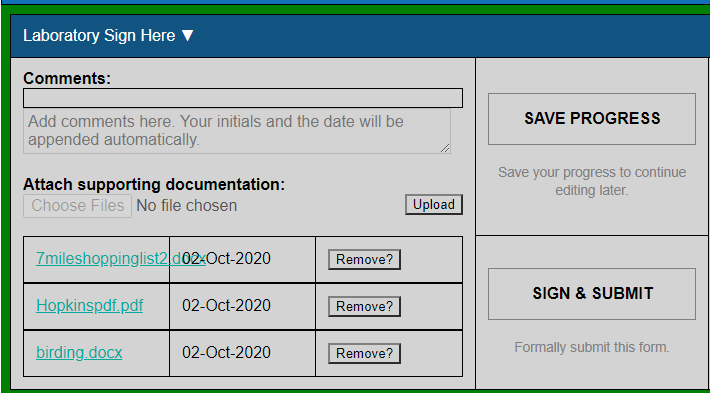 Laboratory Sign Here ▼
Comments:
Add comments here. Your initials and the date will be
appended automatically.
Attach supporting documentation:
Choose Files No file chosen Upload
7mileshoppinglist2.docx 02-Oct-2020 Remove?
Hopkinspdf.pdf 02-Oct-2020 Remove?
birding.docx 02-Oct-2020 Remove?
SAVE PROGRESS
Save your progress to continue
editing later.
SIGN & SUBMIT
Formally submit this form.